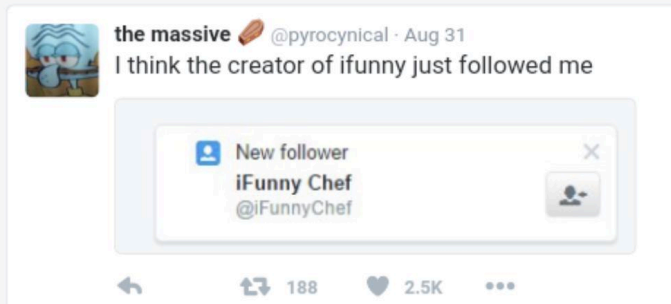 the massive @pyrocynical · Aug 31
I think the creator of ifunny just followed me
New follower
iFunny Chef
@iFunnyChef
188 2.5K